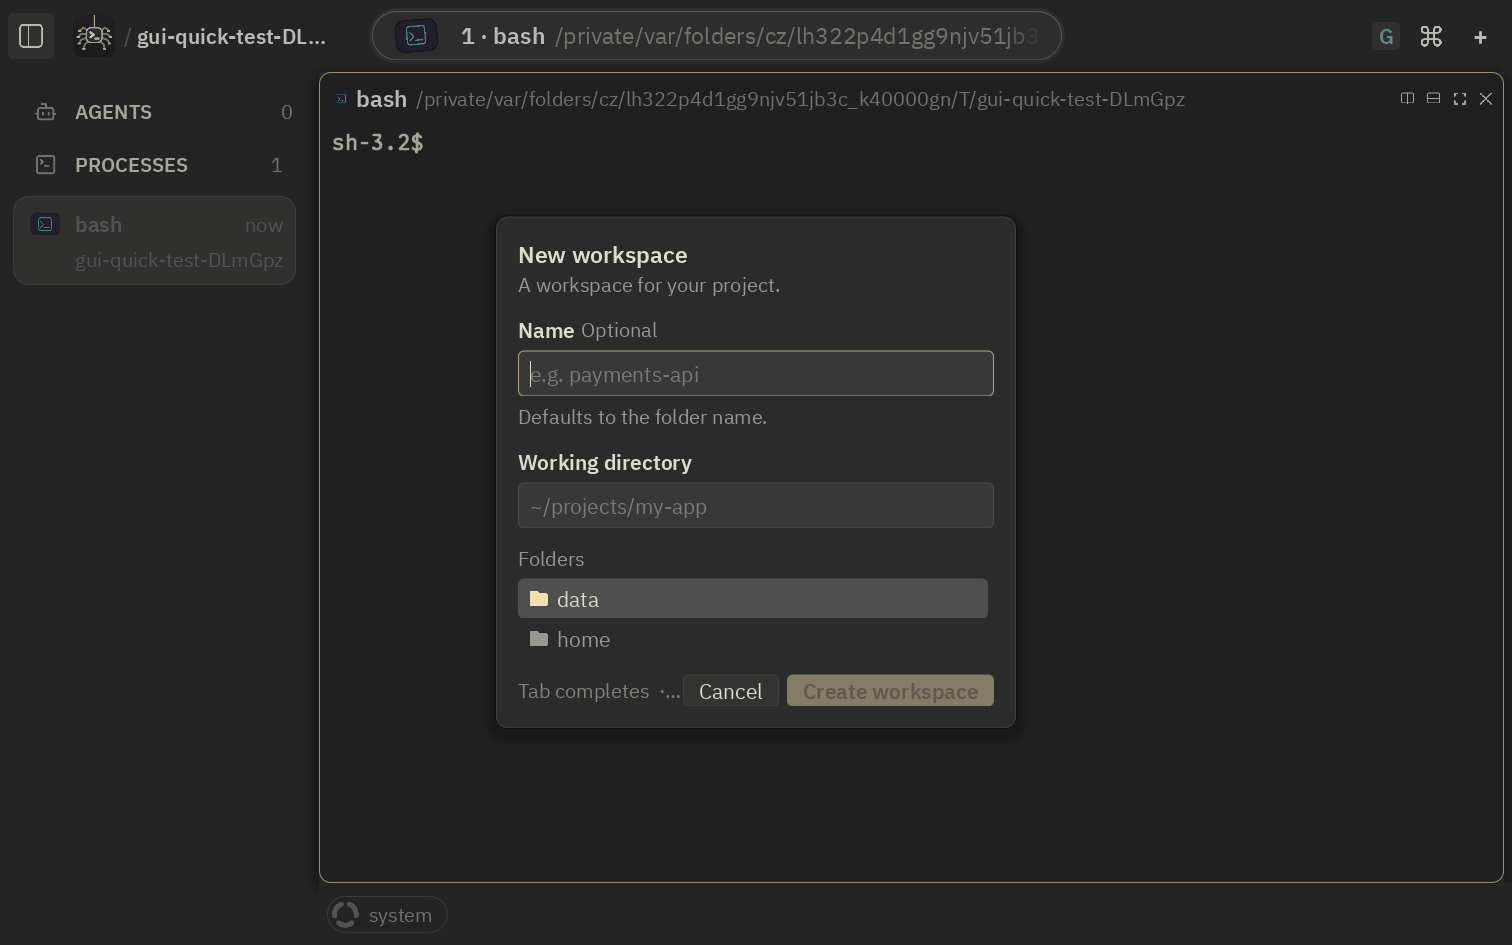 / gui-quick-test-DL...
1 · bash /private/var/folders/cz/lh322p4d1gg9njv51jb3
G
AGENTS 0
PROCESSES 1
bash now
gui-quick-test-DLmGpz
bash /private/var/folders/cz/lh322p4d1gg9njv51jb3c_k40000gn/T/gui-quick-test-DLmGpz
sh-3.2$
New workspace
A workspace for your project.
Name Optional
e.g. payments-api
Defaults to the folder name.
Working directory
~/projects/my-app
Folders
data
home
Tab completes ·... Cancel Create workspace
system